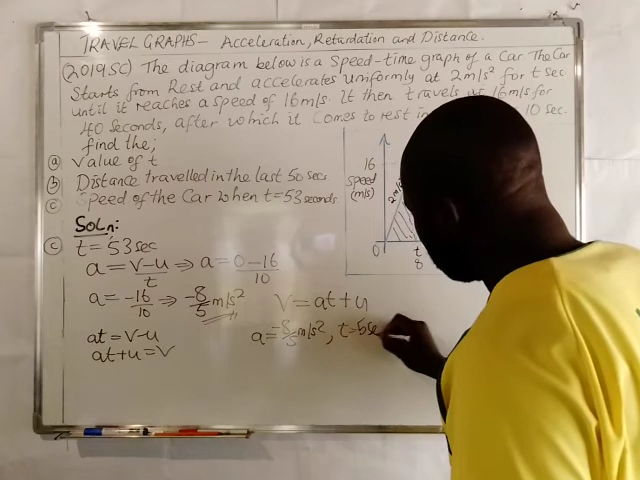 TRAVEL GRAPHS - Acceleration, Retardation and Distance.
(2019SC) The diagram below is a Speed-time graph of a Car The Car
Starts from Rest and accelerates uniformly at 2m/s² for t sec
until it reaches a speed of 16m/s. It then travels at 16m/s for
40 Seconds, after which it Comes to rest in 10 Sec.
find the;
(a) Value of t
(b) Distance travelled in the last 50 secs
(c) Speed of the Car when t=53 seconds
16
Speed
(m/s)
2m/s
0
t
8
Soln:
(c) t = 53 sec
a = v-u/t ⇒ a = 0-16/10
a = -16/10 ⇒ -8/5 m/s²
V = at + u
at = v-u
at+u = v
a = -8/5 m/s², t=5se